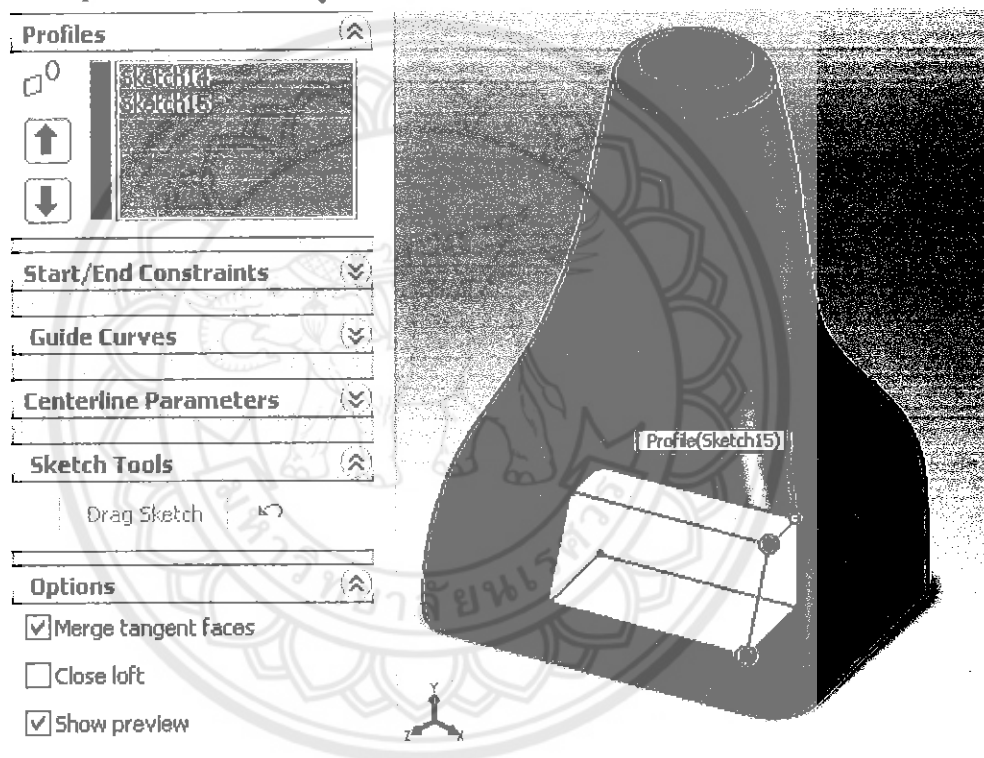 Profiles
Sketch14
Sketch15
Start/End Constraints
Guide Curves
Centerline Parameters
Sketch Tools
Drag Sketch
Options
Merge tangent faces
Close loft
Show preview
Profile(Sketch15)
Y
Z
X